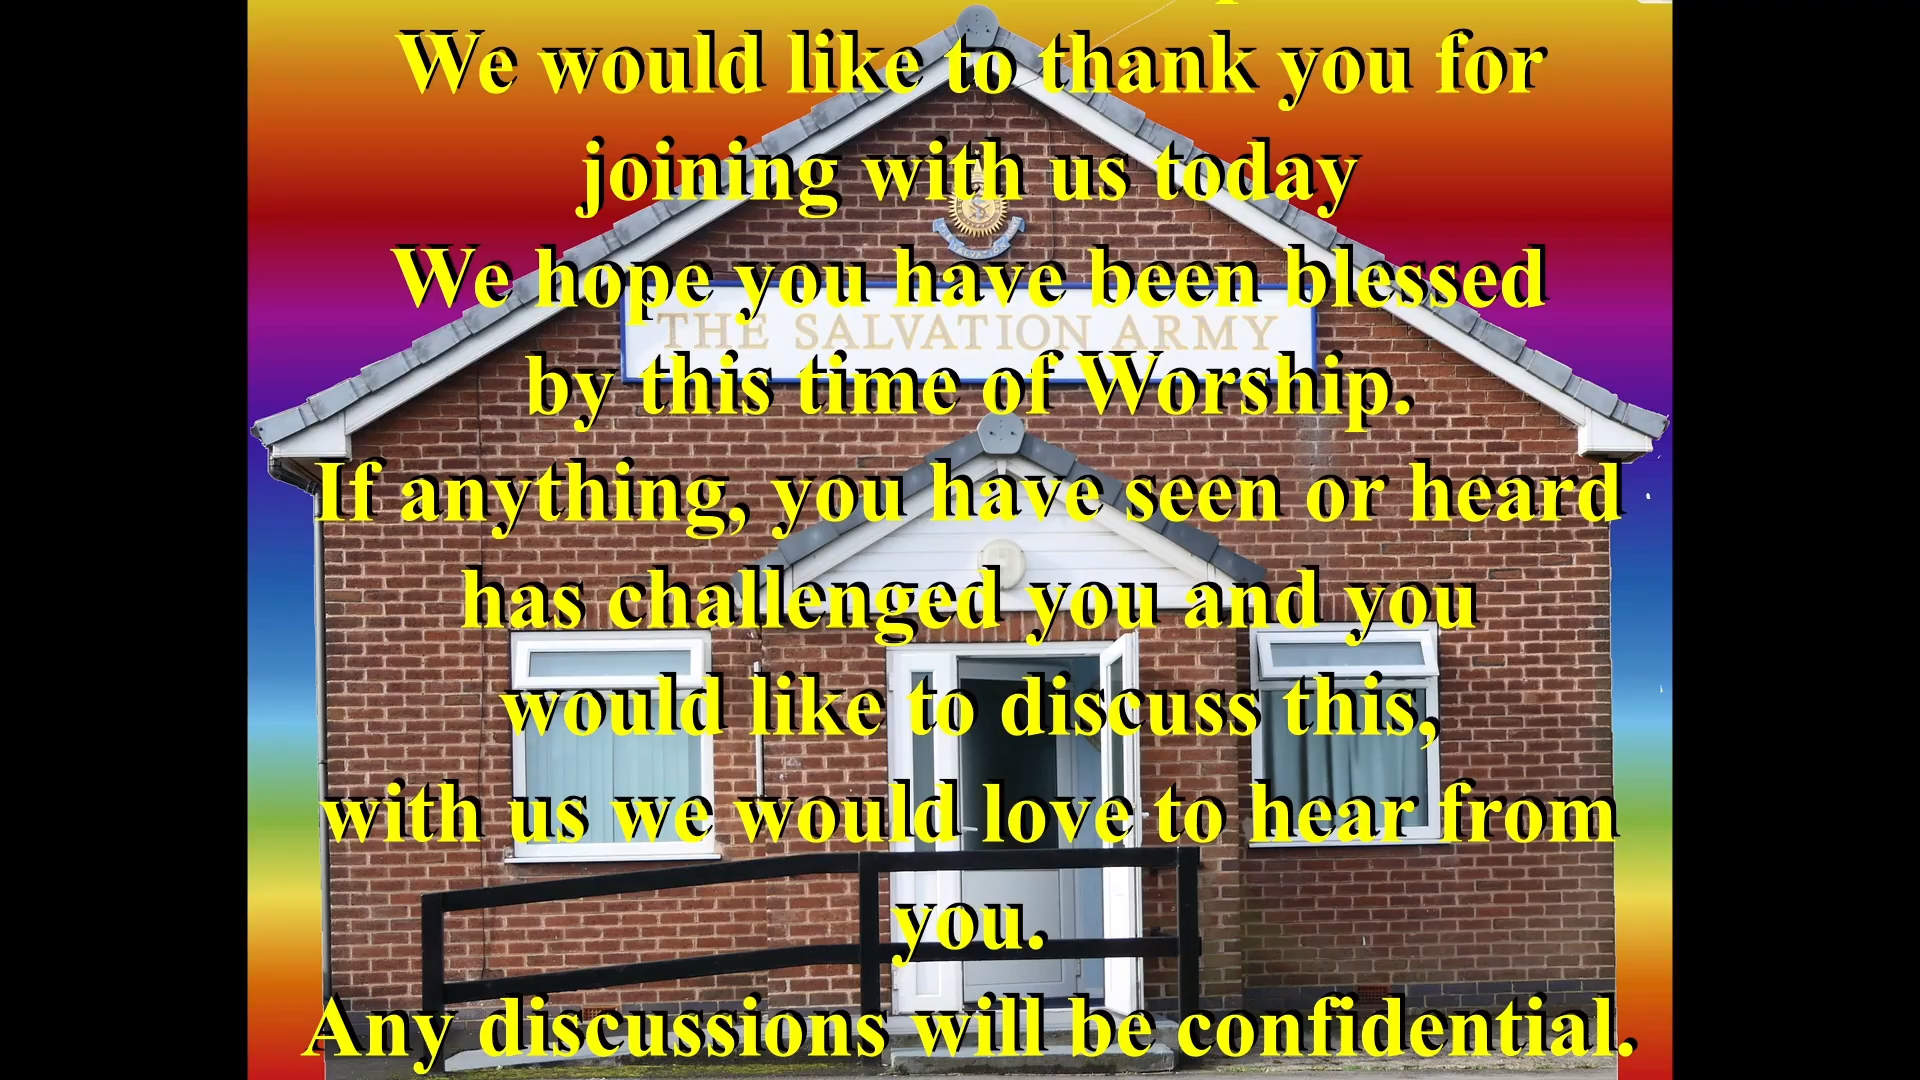 We would like to thank you for
joining with us today
We hope you have been blessed
THE SALVATION ARMY
by this time of Worship.
If anything, you have seen or heard
has challenged you and you
would like to discuss this,
with us we would love to hear from
you.
Any discussions will be confidential.